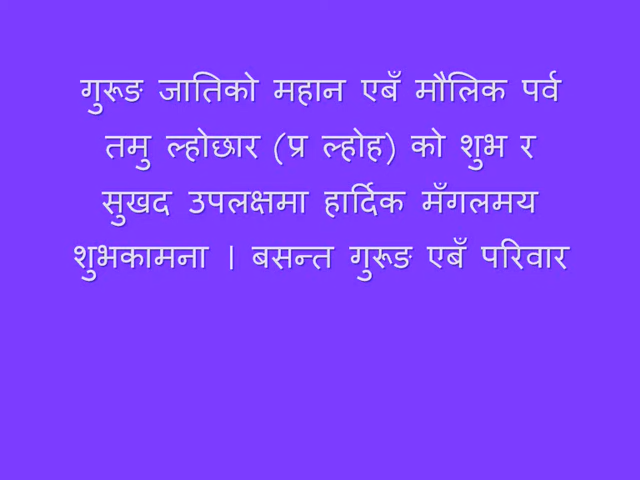 गुरूङ जातिको महान एबँ मौलिक पर्व
तमु ल्होछार (प्र ल्होह) को शुभ र
सुखद उपलक्षमा हार्दिक मँगलमय
शुभकामना । बसन्त गुरूङ एबँ परिवार